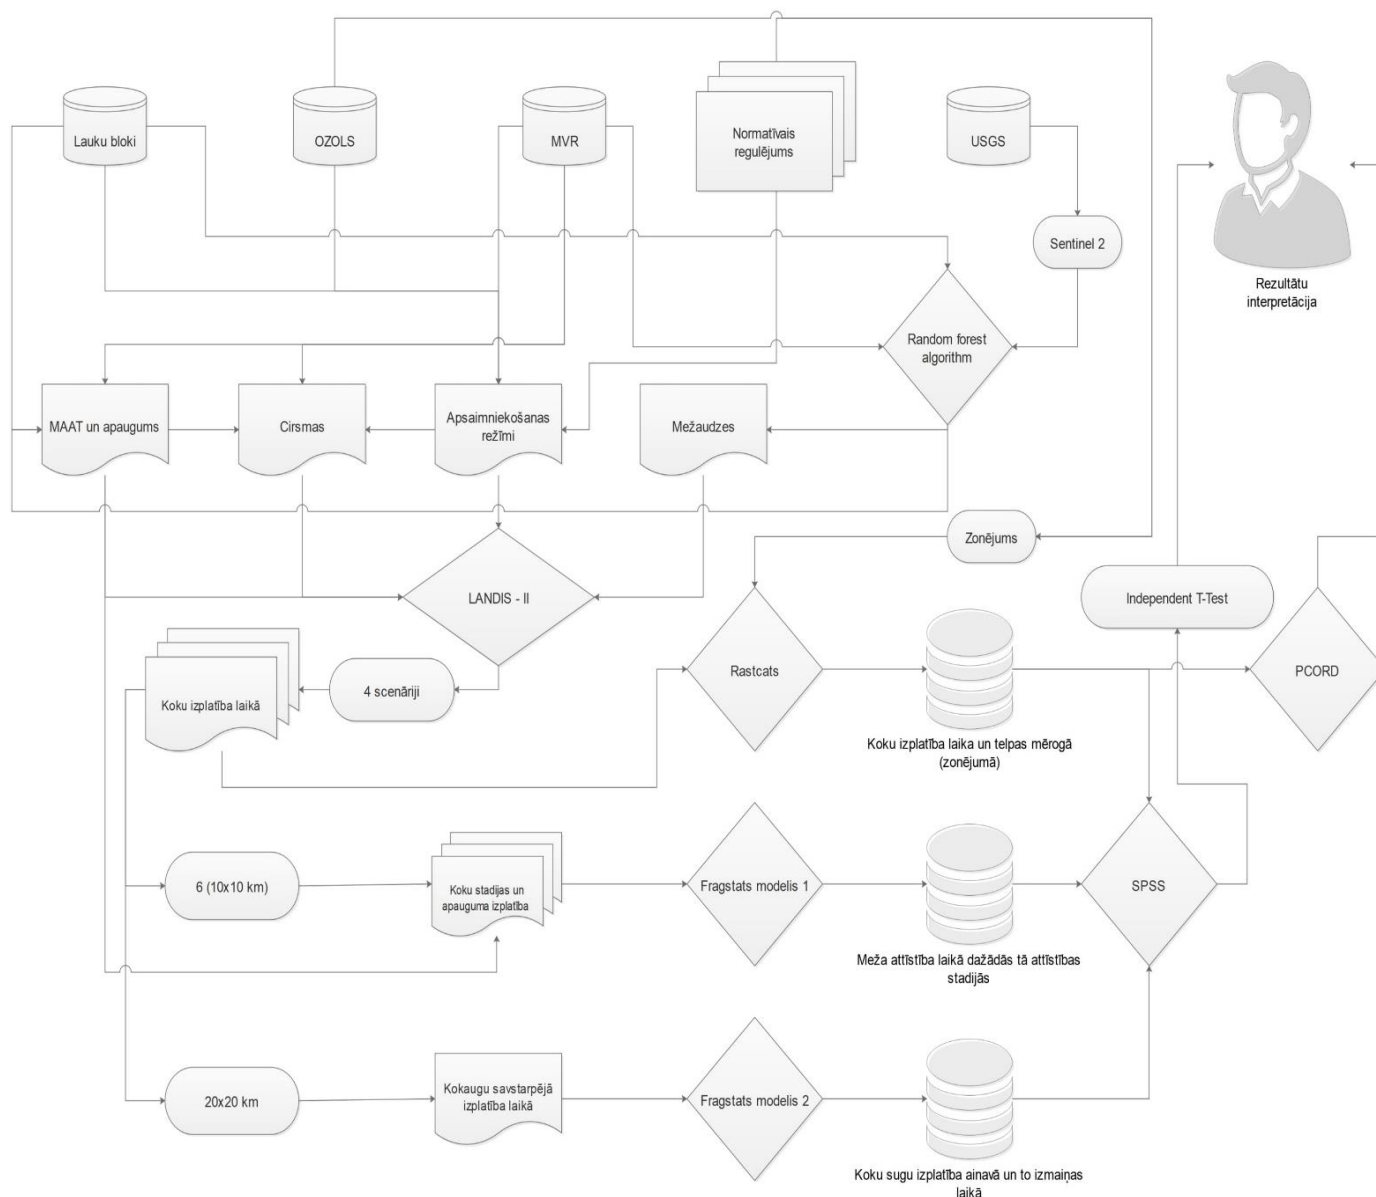 Lauku bloki
OZOLS
MVR
Normatīvais
regulējums
USGS
Sentinel 2
Rezultātu
interpretācija
Random forest
algorithm
MAAT un apaugums
Cirsmas
Apsaimniekošanas
režīmi
Mežaudzes
Zonējums
LANDIS - II
Independent T-Test
Koku izplatība laikā
4 scenāriji
Rastcats
PCORD
Koku izplatība laika un telpas mērogā
(zonējumā)
6 (10x10 km)
Koku stadijas un
apauguma izplatība
Fragstats modelis 1
SPSS
Meža attīstība laikā dažādās tā attīstības
stadijās
20x20 km
Kokaugu savstarpējā
izplatība laikā
Fragstats modelis 2
Koku sugu izplatība ainavā un to izmaiņas
laikā